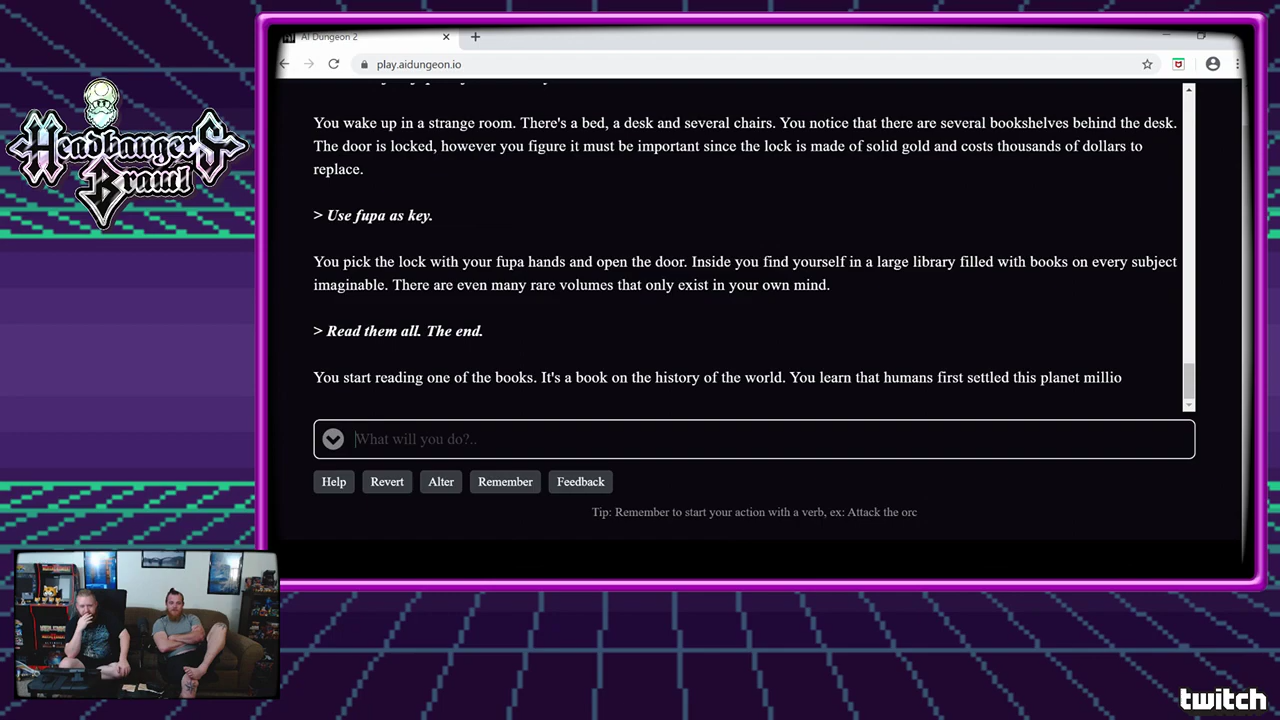 AI Dungeon 2
play.aidungeon.io
Headbangers
Brawl
You wake up in a strange room. There's a bed, a desk and several chairs. You notice that there are several bookshelves behind the desk.
The door is locked, however you figure it must be important since the lock is made of solid gold and costs thousands of dollars to
replace.
> Use fupa as key.
You pick the lock with your fupa hands and open the door. Inside you find yourself in a large library filled with books on every subject
imaginable. There are even many rare volumes that only exist in your own mind.
> Read them all. The end.
You start reading one of the books. It's a book on the history of the world. You learn that humans first settled this planet millio
What will you do?..
Help Revert Alter Remember Feedback
Tip: Remember to start your action with a verb, ex: Attack the orc
twitch